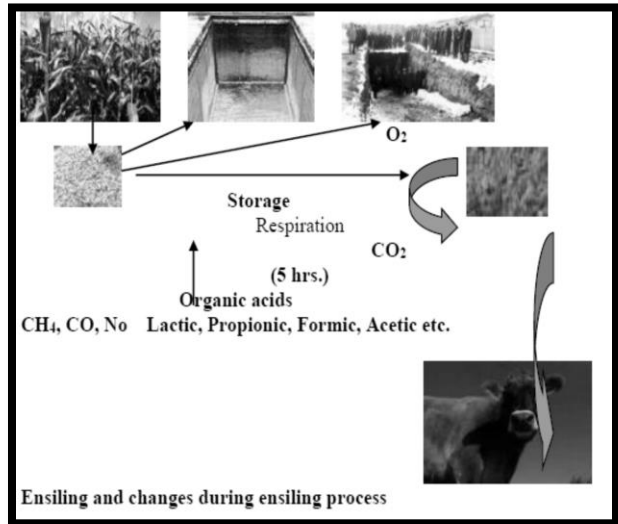 O₂
Storage
Respiration
CO₂
(5 hrs.)
Organic acids
CH₄, CO, No Lactic, Propionic, Formic, Acetic etc.
Ensiling and changes during ensiling process